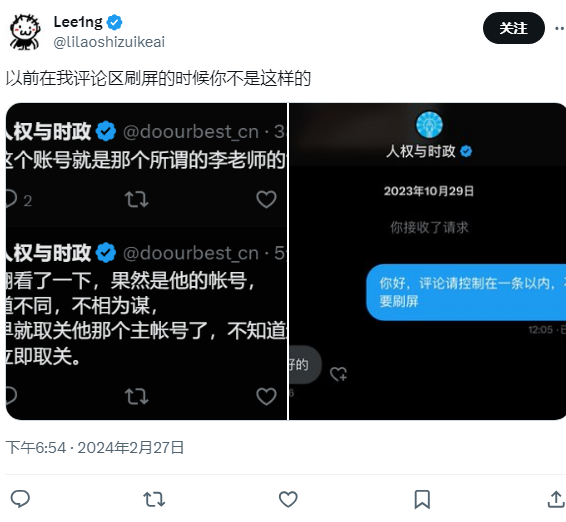 Lee1ng
@lilaoshizuikeai
关注
以前在我评论区刷屏的时候你不是这样的
人权与时政 @doourbest_cn · 3
这个账号就是那个所谓的李老师的
2
人权与时政 @doourbest_cn · 5
翻看了一下，果然是他的帐号，
道不同，不相为谋，
早就取关他那个主帐号了，不知道
立即取关。
人权与时政
2023年10月29日
你接收了请求
你好，评论请控制在一条以内，不
要刷屏
12:05 ·
好的
下午6:54 · 2024年2月27日